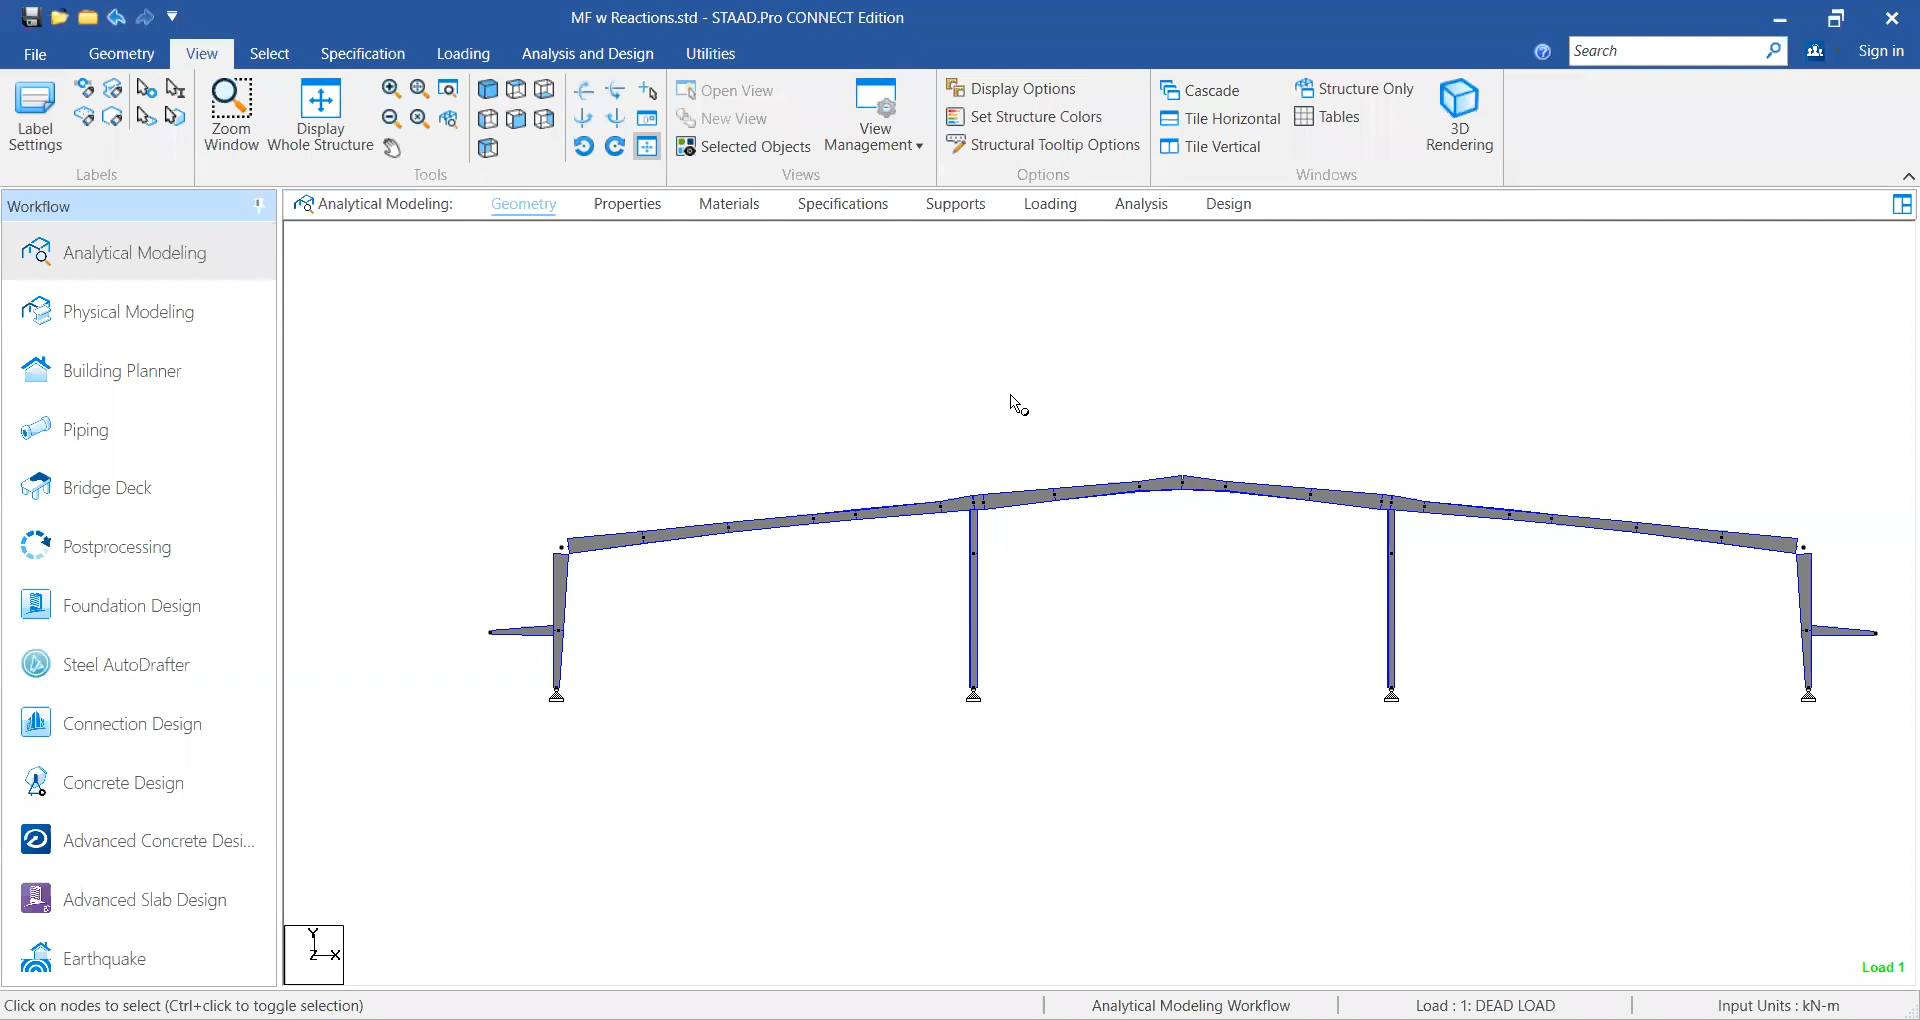 MF w Reactions.std - STAAD.Pro CONNECT Edition
File Geometry View Select Specification Loading Analysis and Design Utilities Search Sign in
Label Settings
Zoom Window
Display Whole Structure
Open View
New View
Selected Objects
View Management
Display Options
Set Structure Colors
Structural Tooltip Options
Cascade
Tile Horizontal
Tile Vertical
Structure Only
Tables
3D Rendering
Labels Tools Views Options Windows
Workflow
Analytical Modeling: Geometry Properties Materials Specifications Supports Loading Analysis Design
Analytical Modeling
Physical Modeling
Building Planner
Piping
Bridge Deck
Postprocessing
Foundation Design
Steel AutoDrafter
Connection Design
Concrete Design
Advanced Concrete Desi...
Advanced Slab Design
Earthquake
Y
Z X
Load 1
Click on nodes to select (Ctrl+click to toggle selection) Analytical Modeling Workflow Load : 1: DEAD LOAD Input Units : kN-m